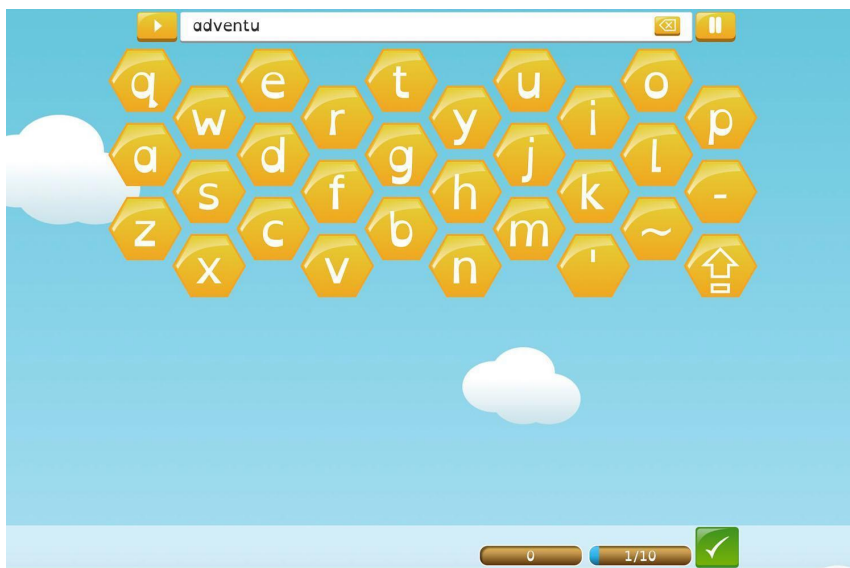 adventu
q e t u o
w r y i p
a d g j l
s f h k -
z c b m ~
x v n '
0 1/10